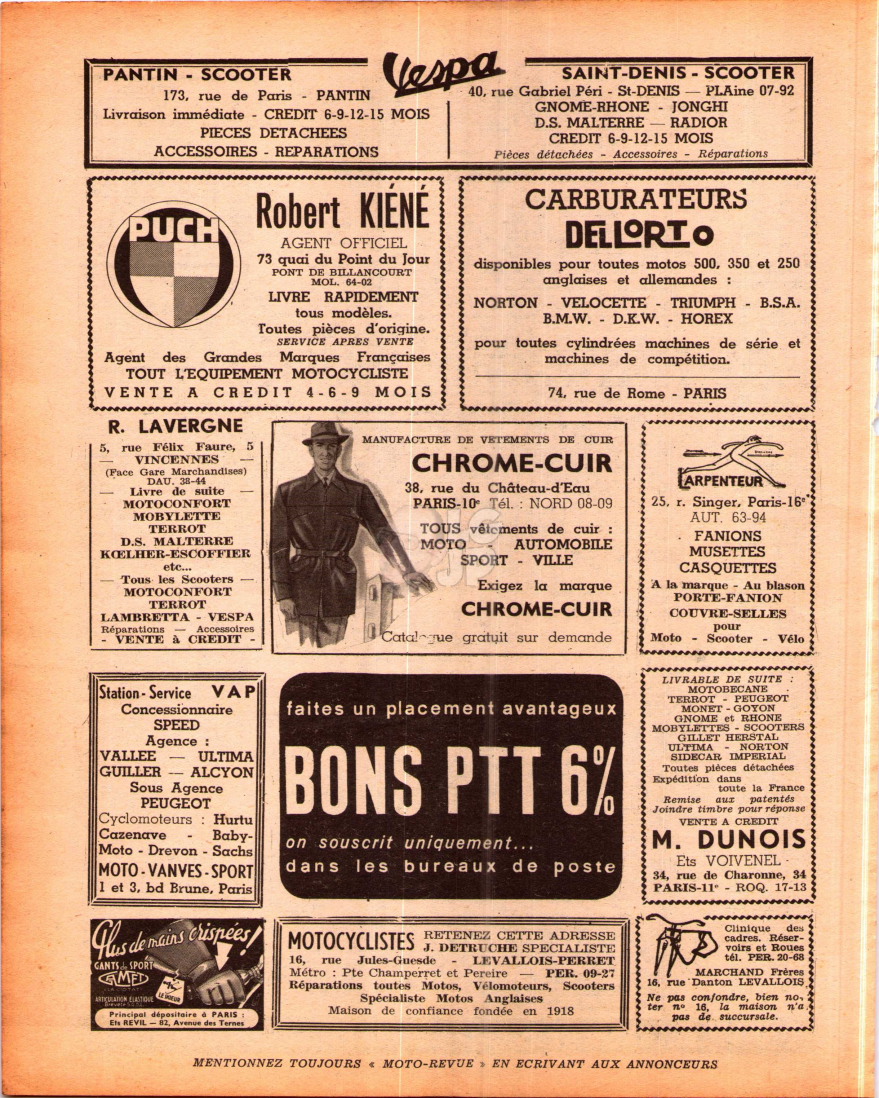 Vespa
PANTIN - SCOOTER
173, rue de Paris - PANTIN
Livraison immédiate - CREDIT 6-9-12-15 MOIS
PIECES DETACHEES
ACCESSOIRES - REPARATIONS
SAINT-DENIS - SCOOTER
40, rue Gabriel Péri - St-DENIS — PLAine 07-92
GNOME-RHONE - JONGHI
D.S. MALTERRE — RADIOR
CREDIT 6-9-12-15 MOIS
Pièces détachées - Accessoires - Réparations
PUCH
Robert KIÉNÉ
AGENT OFFICIEL
73 quai du Point du Jour
PONT DE BILLANCOURT
MOL. 64-02
LIVRE RAPIDEMENT
tous modèles.
Toutes pièces d'origine.
SERVICE APRES VENTE
Agent des Grandes Marques Françaises
TOUT L'EQUIPEMENT MOTOCYCLISTE
VENTE A CREDIT 4-6-9 MOIS
CARBURATEURS
DELLORTO
disponibles pour toutes motos 500, 350 et 250
anglaises et allemandes :
NORTON - VELOCETTE - TRIUMPH - B.S.A.
B.M.W. - D.K.W. - HOREX
pour toutes cylindrées machines de série et
machines de compétition.
74, rue de Rome - PARIS
R. LAVERGNE
5, rue Félix Faure, 5
— VINCENNES —
(Face Gare Marchandises)
DAU. 38-44
— Livre de suite —
MOTOCONFORT
MOBYLETTE
TERROT
D.S. MALTERRE
KŒLHER-ESCOFFIER
etc...
— Tous les Scooters —
MOTOCONFORT
TERROT
LAMBRETTA - VESPA
Réparations — Accessoires
- VENTE à CREDIT -
MANUFACTURE DE VETEMENTS DE CUIR
CHROME-CUIR
38, rue du Château-d'Eau
PARIS-10e Tél. : NORD 08-09
TOUS vêtements de cuir :
MOTO - AUTOMOBILE
SPORT - VILLE
Exigez la marque
CHROME-CUIR
Catalogue gratuit sur demande
CARPENTEUR
25, r. Singer, Paris-16e
AUT. 63-94
FANIONS
MUSETTES
CASQUETTES
A la marque - Au blason
PORTE-FANION
COUVRE-SELLES
pour
Moto - Scooter - Vélo
Station-Service VAP
Concessionnaire
SPEED
Agence :
VALLEE — ULTIMA
GUILLER — ALCYON
Sous Agence
PEUGEOT
Cyclomoteurs : Hurtu
Cazenave - Baby-
Moto - Drevon - Sachs
MOTO-VANVES-SPORT
1 et 3, bd Brune, Paris
faites un placement avantageux
BONS PTT 6%
on souscrit uniquement...
dans les bureaux de poste
LIVRABLE DE SUITE :
MOTOBECANE
TERROT - PEUGEOT
MONET - GOYON
GNOME et RHONE
MOBYLETTES - SCOOTERS
GILLET HERSTAL
ULTIMA - NORTON
SIDECAR IMPERIAL
Toutes pièces détachées
Expédition dans
toute la France
Remise aux patentés
Joindre timbre pour réponse
VENTE A CREDIT
M. DUNOIS
Ets VOIVENEL
34, rue de Charonne, 34
PARIS-11e - ROQ. 17-13
Plus de mains crispées !
GANTS de SPORT
GAMET
ARTICULATION ELASTIQUE
Principal dépositaire à PARIS :
Ets REVIL — 82, Avenue des Ternes
MOTOCYCLISTES RETENEZ CETTE ADRESSE
J. DETRUCHE SPECIALISTE
16, rue Jules-Guesde - LEVALLOIS-PERRET
Métro : Pte Champerret et Pereire — PER. 09-27
Réparations toutes Motos, Vélomoteurs, Scooters
Spécialiste Motos Anglaises
Maison de confiance fondée en 1918
Clinique des
cadres. Réser-
voirs et Roues
tél. PER. 20-68
MARCHAND Frères
16, rue Danton LEVALLOIS
Ne pas confondre, bien no-
ter n° 16, la maison n'a
pas de succursale.
MENTIONNEZ TOUJOURS « MOTO-REVUE » EN ECRIVANT AUX ANNONCEURS